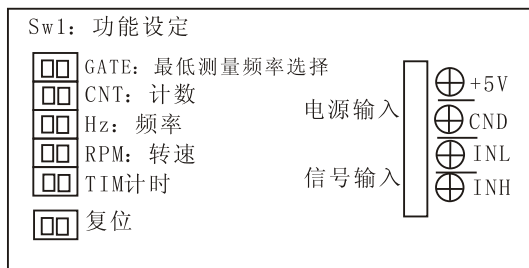 Sw1: 功能设定
GATE: 最低测量频率选择
CNT: 计数
Hz: 频率
RPM: 转速
TIM计时
复位
电源输入
信号输入
+5V
CND
INL
INH